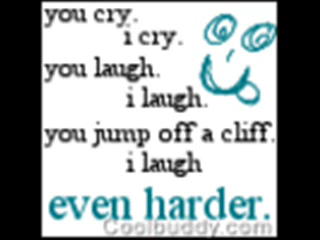 you cry.
i cry.
you laugh.
i laugh.
you jump off a cliff.
i laugh
even harder.
Coolbuddy.com